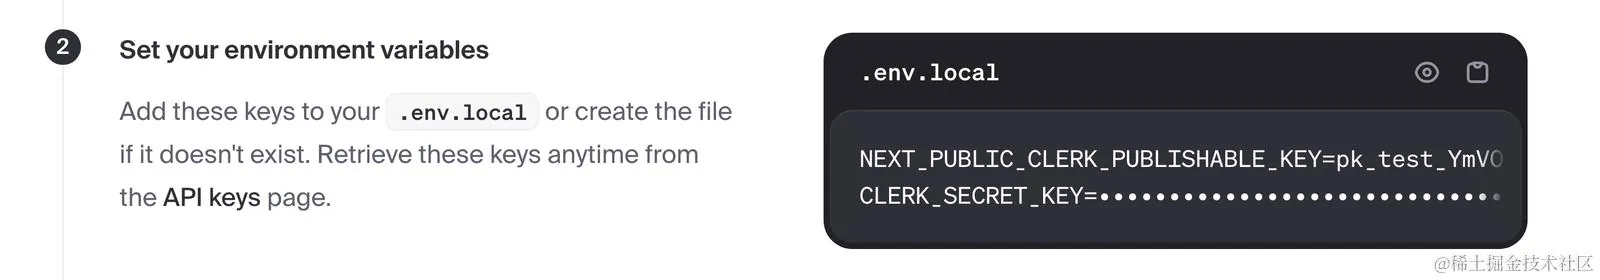 2
Set your environment variables
Add these keys to your .env.local or create the file
if it doesn't exist. Retrieve these keys anytime from
the API keys page.
.env.local
NEXT_PUBLIC_CLERK_PUBLISHABLE_KEY=pk_test_YmVO
CLERK_SECRET_KEY=••••••••••••••••••••••••••••
@稀土掘金技术社区